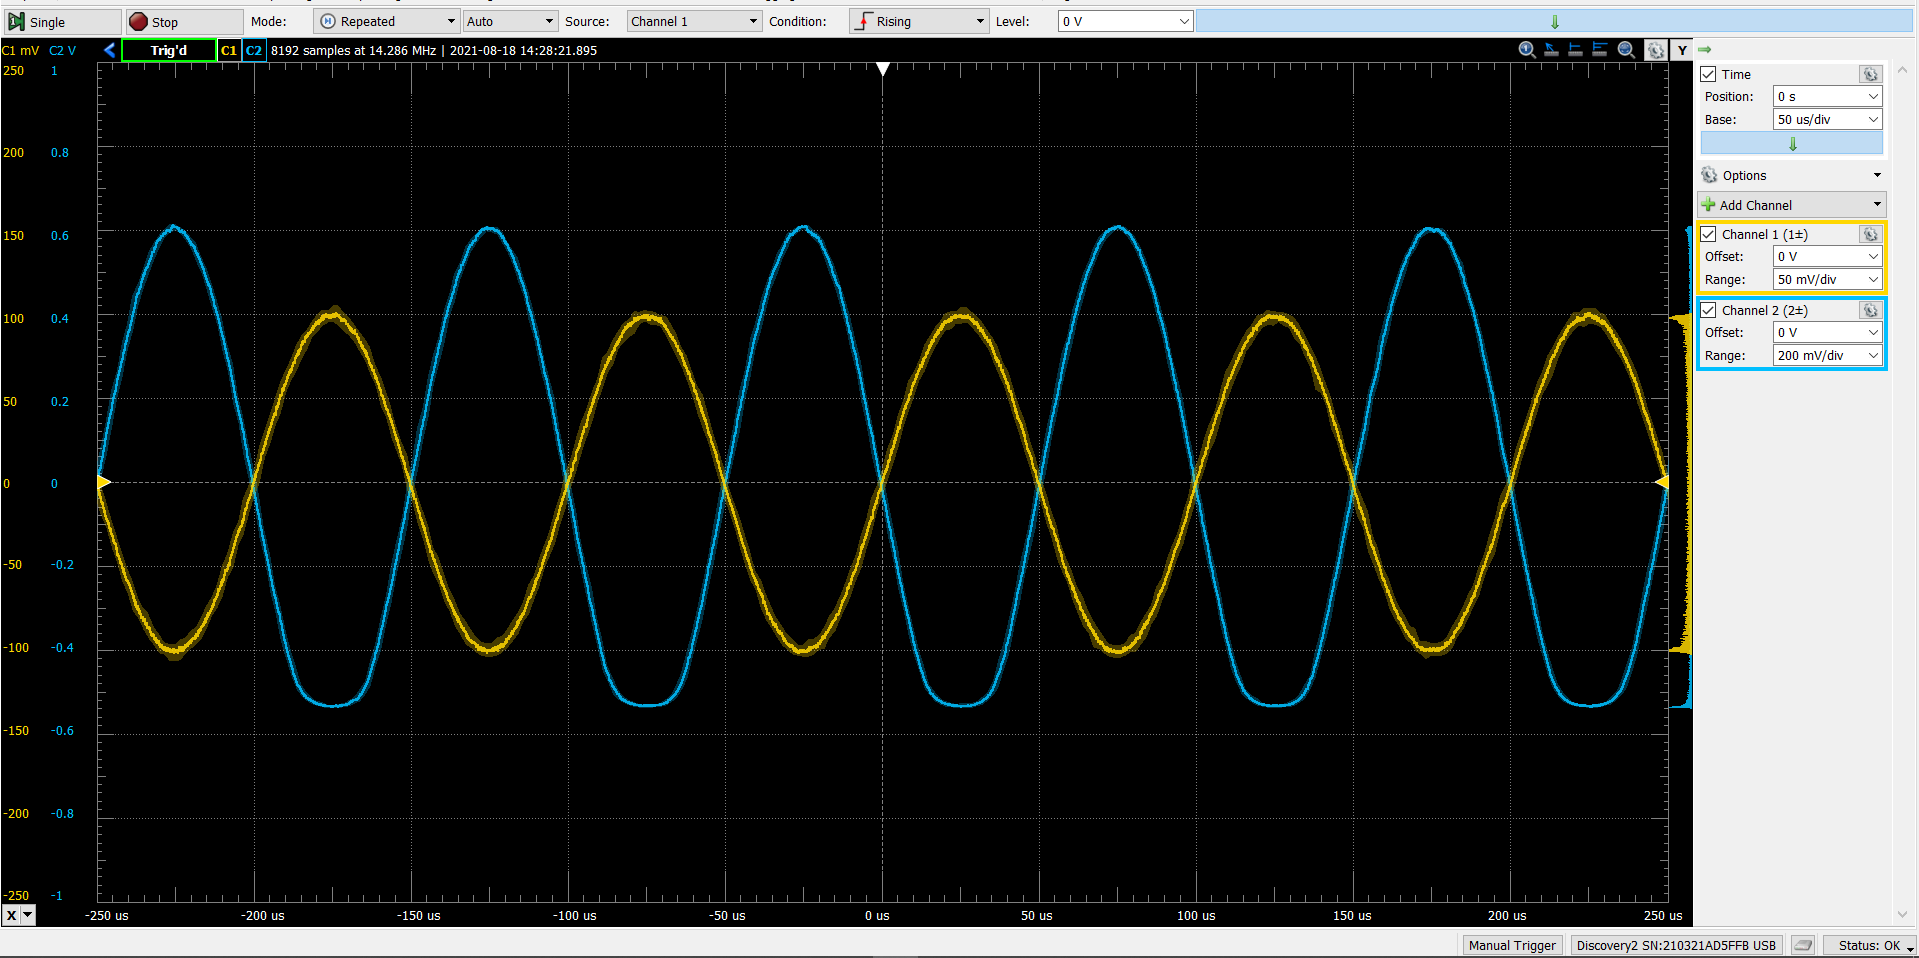 Single Stop Mode: Repeated Auto Source: Channel 1 Condition: Rising Level: 0 V
C1 mV C2 V Trig'd C1 C2 8192 samples at 14.286 MHz | 2021-08-18 14:28:21.895 Y
250 1
200 0.8
150 0.6
100 0.4
50 0.2
0 0
-50 -0.2
-100 -0.4
-150 -0.6
-200 -0.8
-250 -1
X -250 us -200 us -150 us -100 us -50 us 0 us 50 us 100 us 150 us 200 us 250 us
Time
Position: 0 s
Base: 50 us/div
Options
Add Channel
Channel 1 (1±)
Offset: 0 V
Range: 50 mV/div
Channel 2 (2±)
Offset: 0 V
Range: 200 mV/div
Manual Trigger Discovery2 SN:210321AD5FFB USB Status: OK